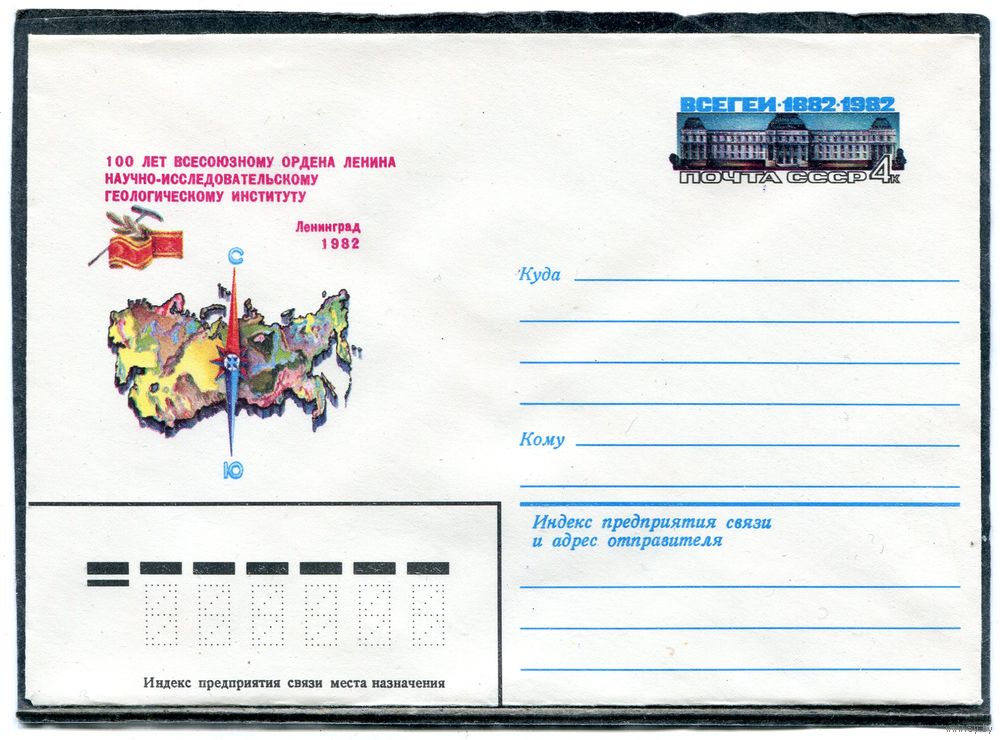 ВСЕГЕИ·1882·1982
ПОЧТА СССР 4к
100 ЛЕТ ВСЕСОЮЗНОМУ ОРДЕНА ЛЕНИНА
НАУЧНО-ИССЛЕДОВАТЕЛЬСКОМУ
ГЕОЛОГИЧЕСКОМУ ИНСТИТУТУ
Ленинград
1982
С
Ю
Куда
Кому
Индекс предприятия связи
и адрес отправителя
Индекс предприятия связи места назначения